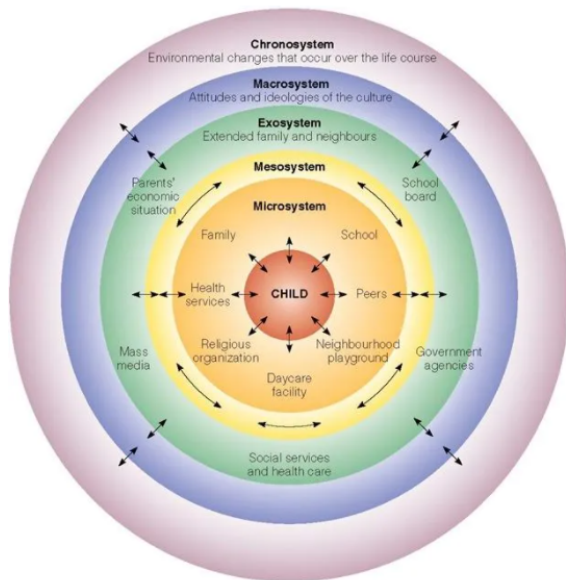 Chronosystem
Environmental changes that occur over the life course
Macrosystem
Attitudes and ideologies of the culture
Exosystem
Extended family and neighbours
Mesosystem
Parents'
economic
situation
School
board
Microsystem
Family
School
Health
services
CHILD
Peers
Religious
organization
Neighbourhood
playground
Mass
media
Government
agencies
Daycare
facility
Social services
and health care